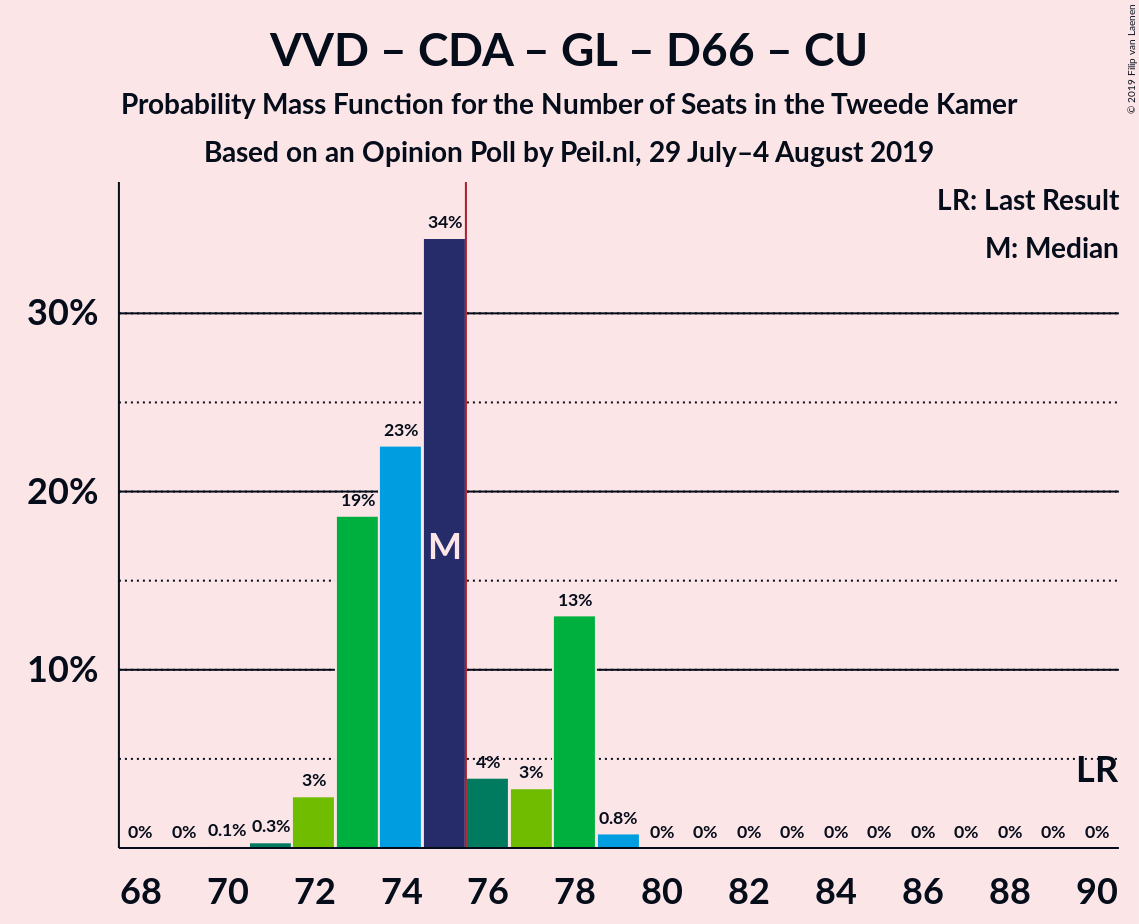 VVD – CDA – GL – D66 – CU
Probability Mass Function for the Number of Seats in the Tweede Kamer
Based on an Opinion Poll by Peil.nl, 29 July–4 August 2019
© 2019 Filip van Laenen
LR: Last Result
M: Median
30%
20%
10%
0% 0% 0.1% 0.3% 3% 19% 23% 34% 4% 3% 13% 0.8% 0% 0% 0% 0% 0% 0% 0% 0% 0% 0% 0%
M
LR
68 70 72 74 76 78 80 82 84 86 88 90